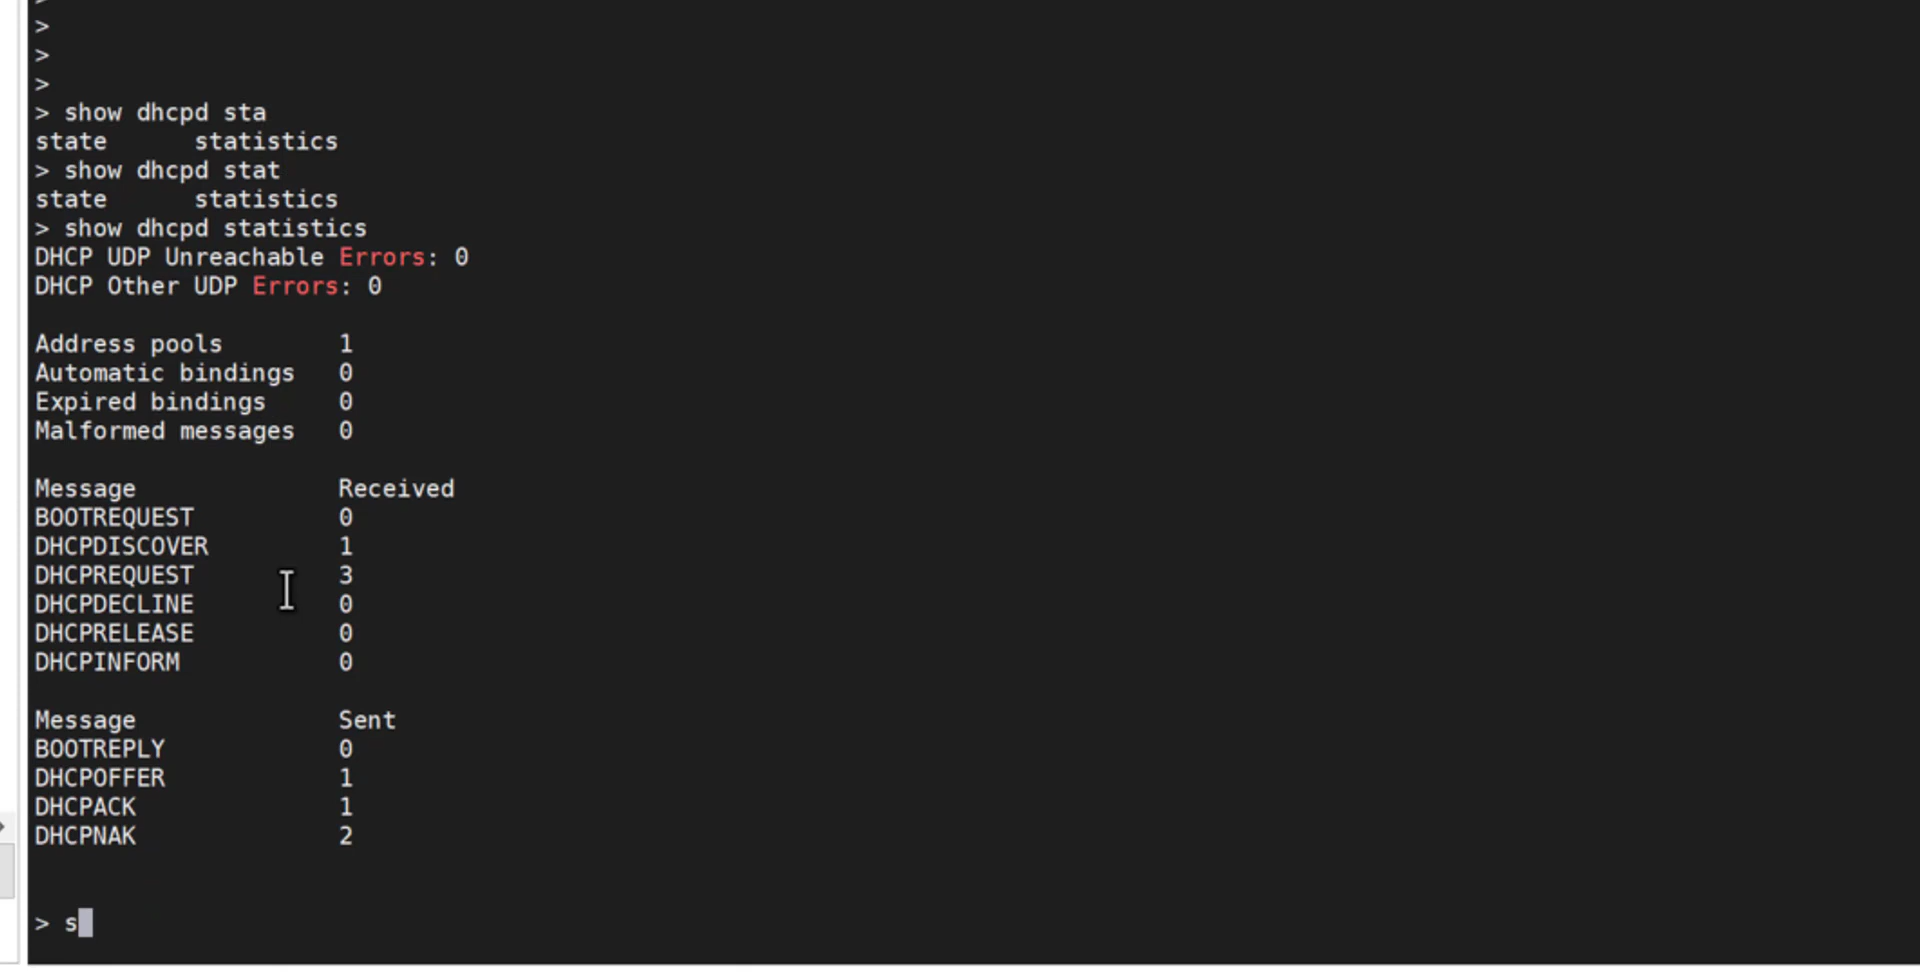 >
>
>
> show dhcpd sta
state      statistics
> show dhcpd stat
state      statistics
> show dhcpd statistics
DHCP UDP Unreachable Errors: 0
DHCP Other UDP Errors: 0
Address pools        1
Automatic bindings   0
Expired bindings     0
Malformed messages   0
Message              Received
BOOTREQUEST          0
DHCPDISCOVER         1
DHCPREQUEST          3
DHCPDECLINE          0
DHCPRELEASE          0
DHCPINFORM           0
Message              Sent
BOOTREPLY            0
DHCPOFFER            1
DHCPACK              1
DHCPNAK              2
> s